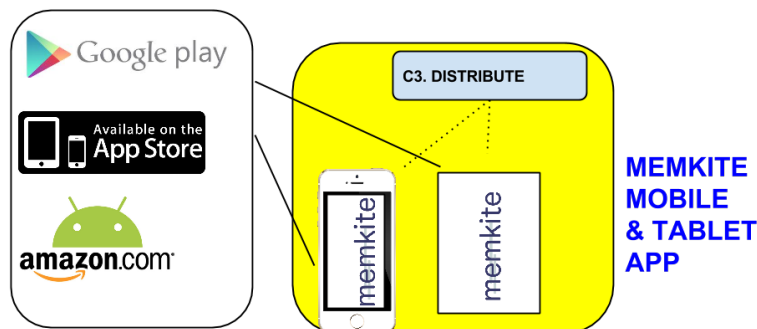 Google play
Available on the
App Store
amazon.com
C3. DISTRIBUTE
memkite
memkite
MEMKITE
MOBILE
& TABLET
APP